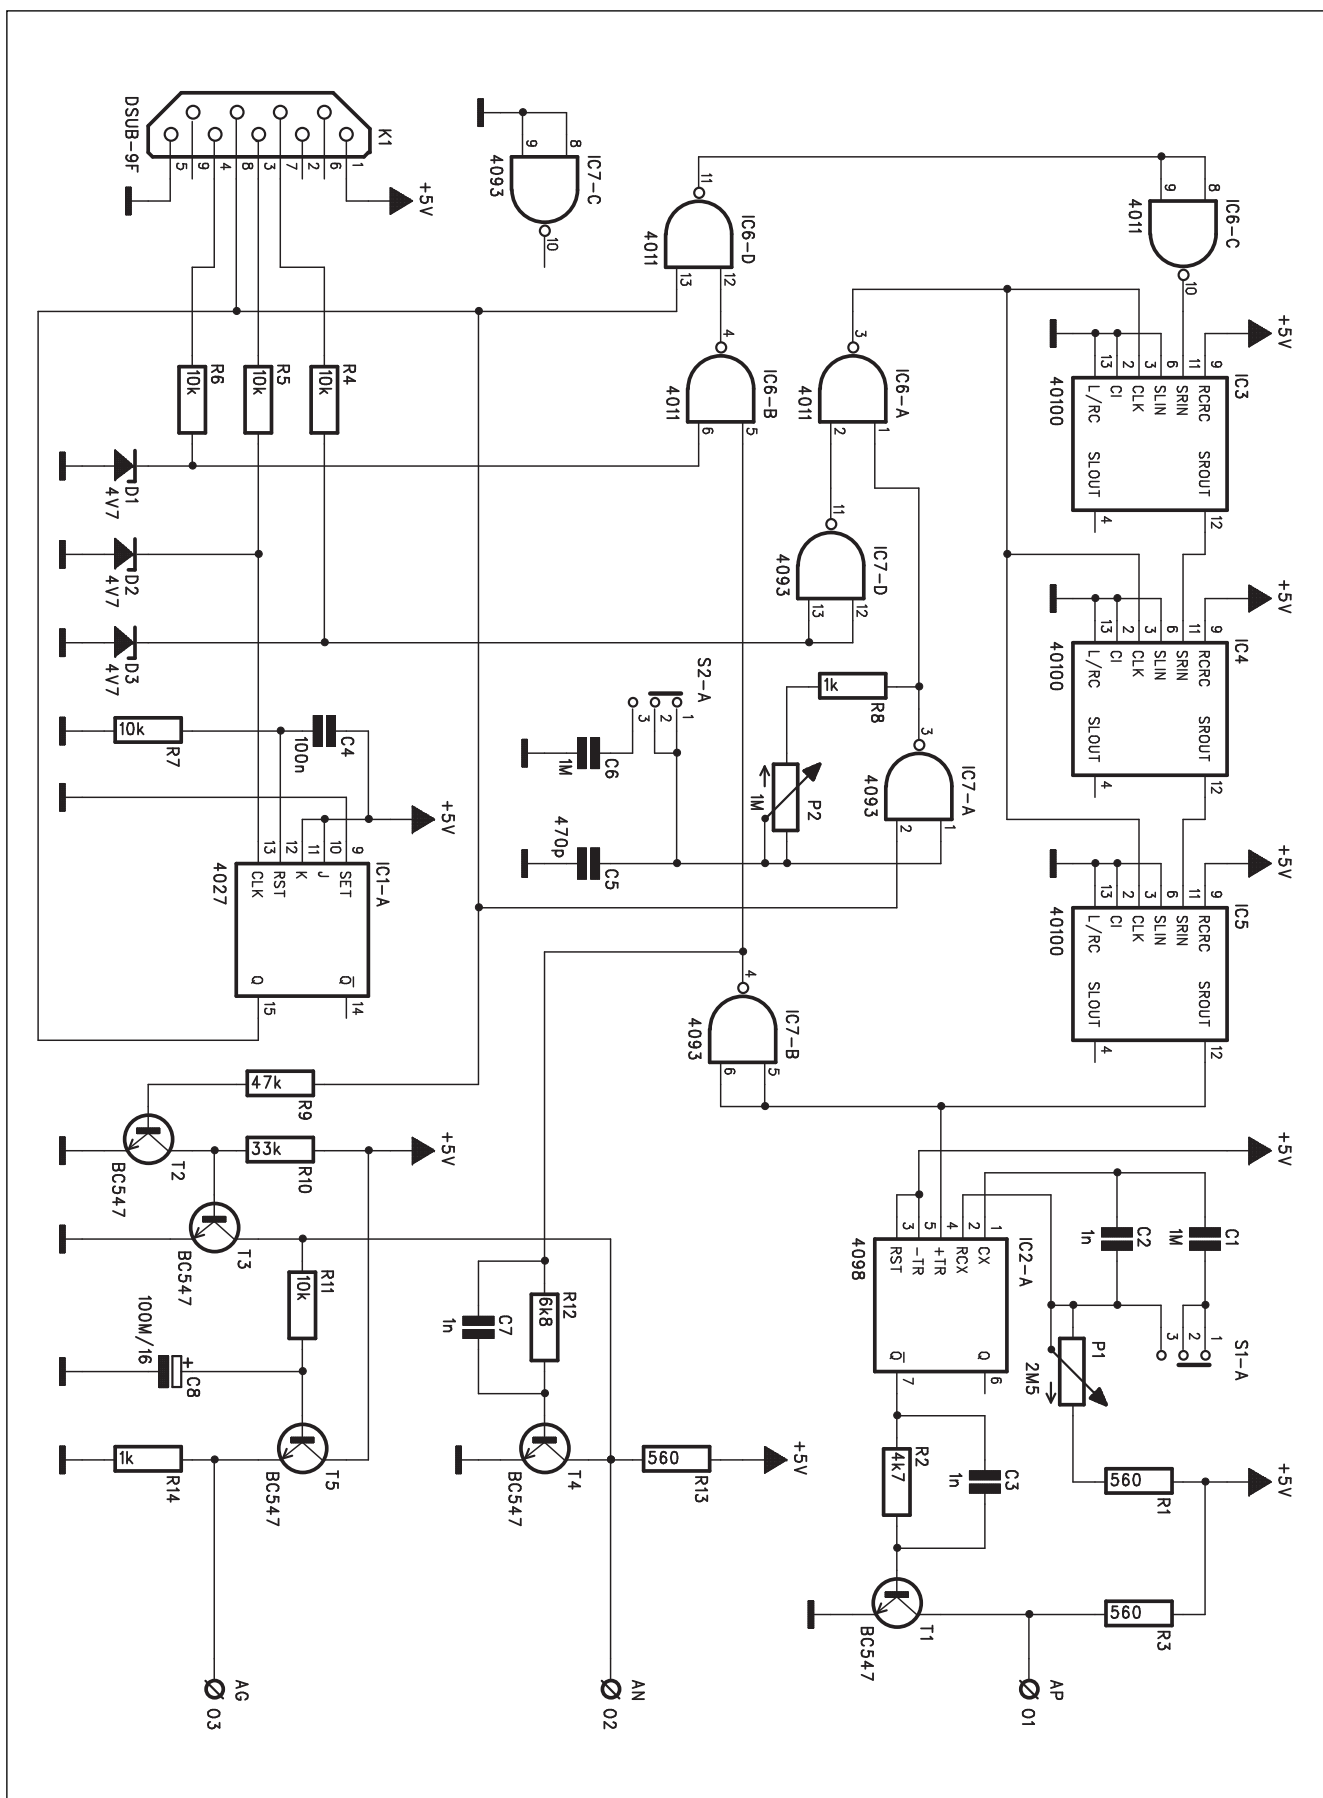 +5V
IC3
9 RCRC
11 SRIN
6 SLIN
3 CLK
2 CI
13 L/RC
SROUT 12
SLOUT 4
40100
+5V
IC4
9 RCRC
11 SRIN
6 SLIN
3 CLK
2 CI
13 L/RC
SROUT 12
SLOUT 4
40100
+5V
IC5
9 RCRC
11 SRIN
6 SLIN
3 CLK
2 CI
13 L/RC
SROUT 12
SLOUT 4
40100
IC6-C
8
9
10
4011
+5V
C1
1M
C2
1n
S1-A
1
2
3
P1
2M5
+5V
R1
560
R3
560
IC2-A
1 CX
2 RCX
4 +TR
5 -TR
3 RST
Q 6
Q 7
4098
C3
1n
R2
4k7
T1
BC547
AP
O1
IC6-A
1
2
3
4011
IC7-D
12
13
11
4093
IC7-A
1
2
3
4093
R8
1k
P2
1M
IC7-B
5
6
4
4093
IC6-D
12
13
11
4011
IC6-B
5
6
4
4011
S2-A
1
2
3
C6
1M
C5
470p
IC7-C
8
9
10
4093
R12
6k8
C7
1n
T4
BC547
+5V
R13
560
AN
O2
K1
1
6
2
7
3
8
4
9
5
DSUB-9F
+5V
R4
10k
R5
10k
R6
10k
D1
4V7
D2
4V7
D3
4V7
C4
100n
R7
10k
+5V
IC1-A
9 SET
10 J
11 K
12 RST
13 CLK
Q 14
Q 15
4027
R9
47k
+5V
R10
33k
T2
BC547
T3
BC547
R11
10k
+ C8
100M/16
T5
BC547
R14
1k
AG
O3